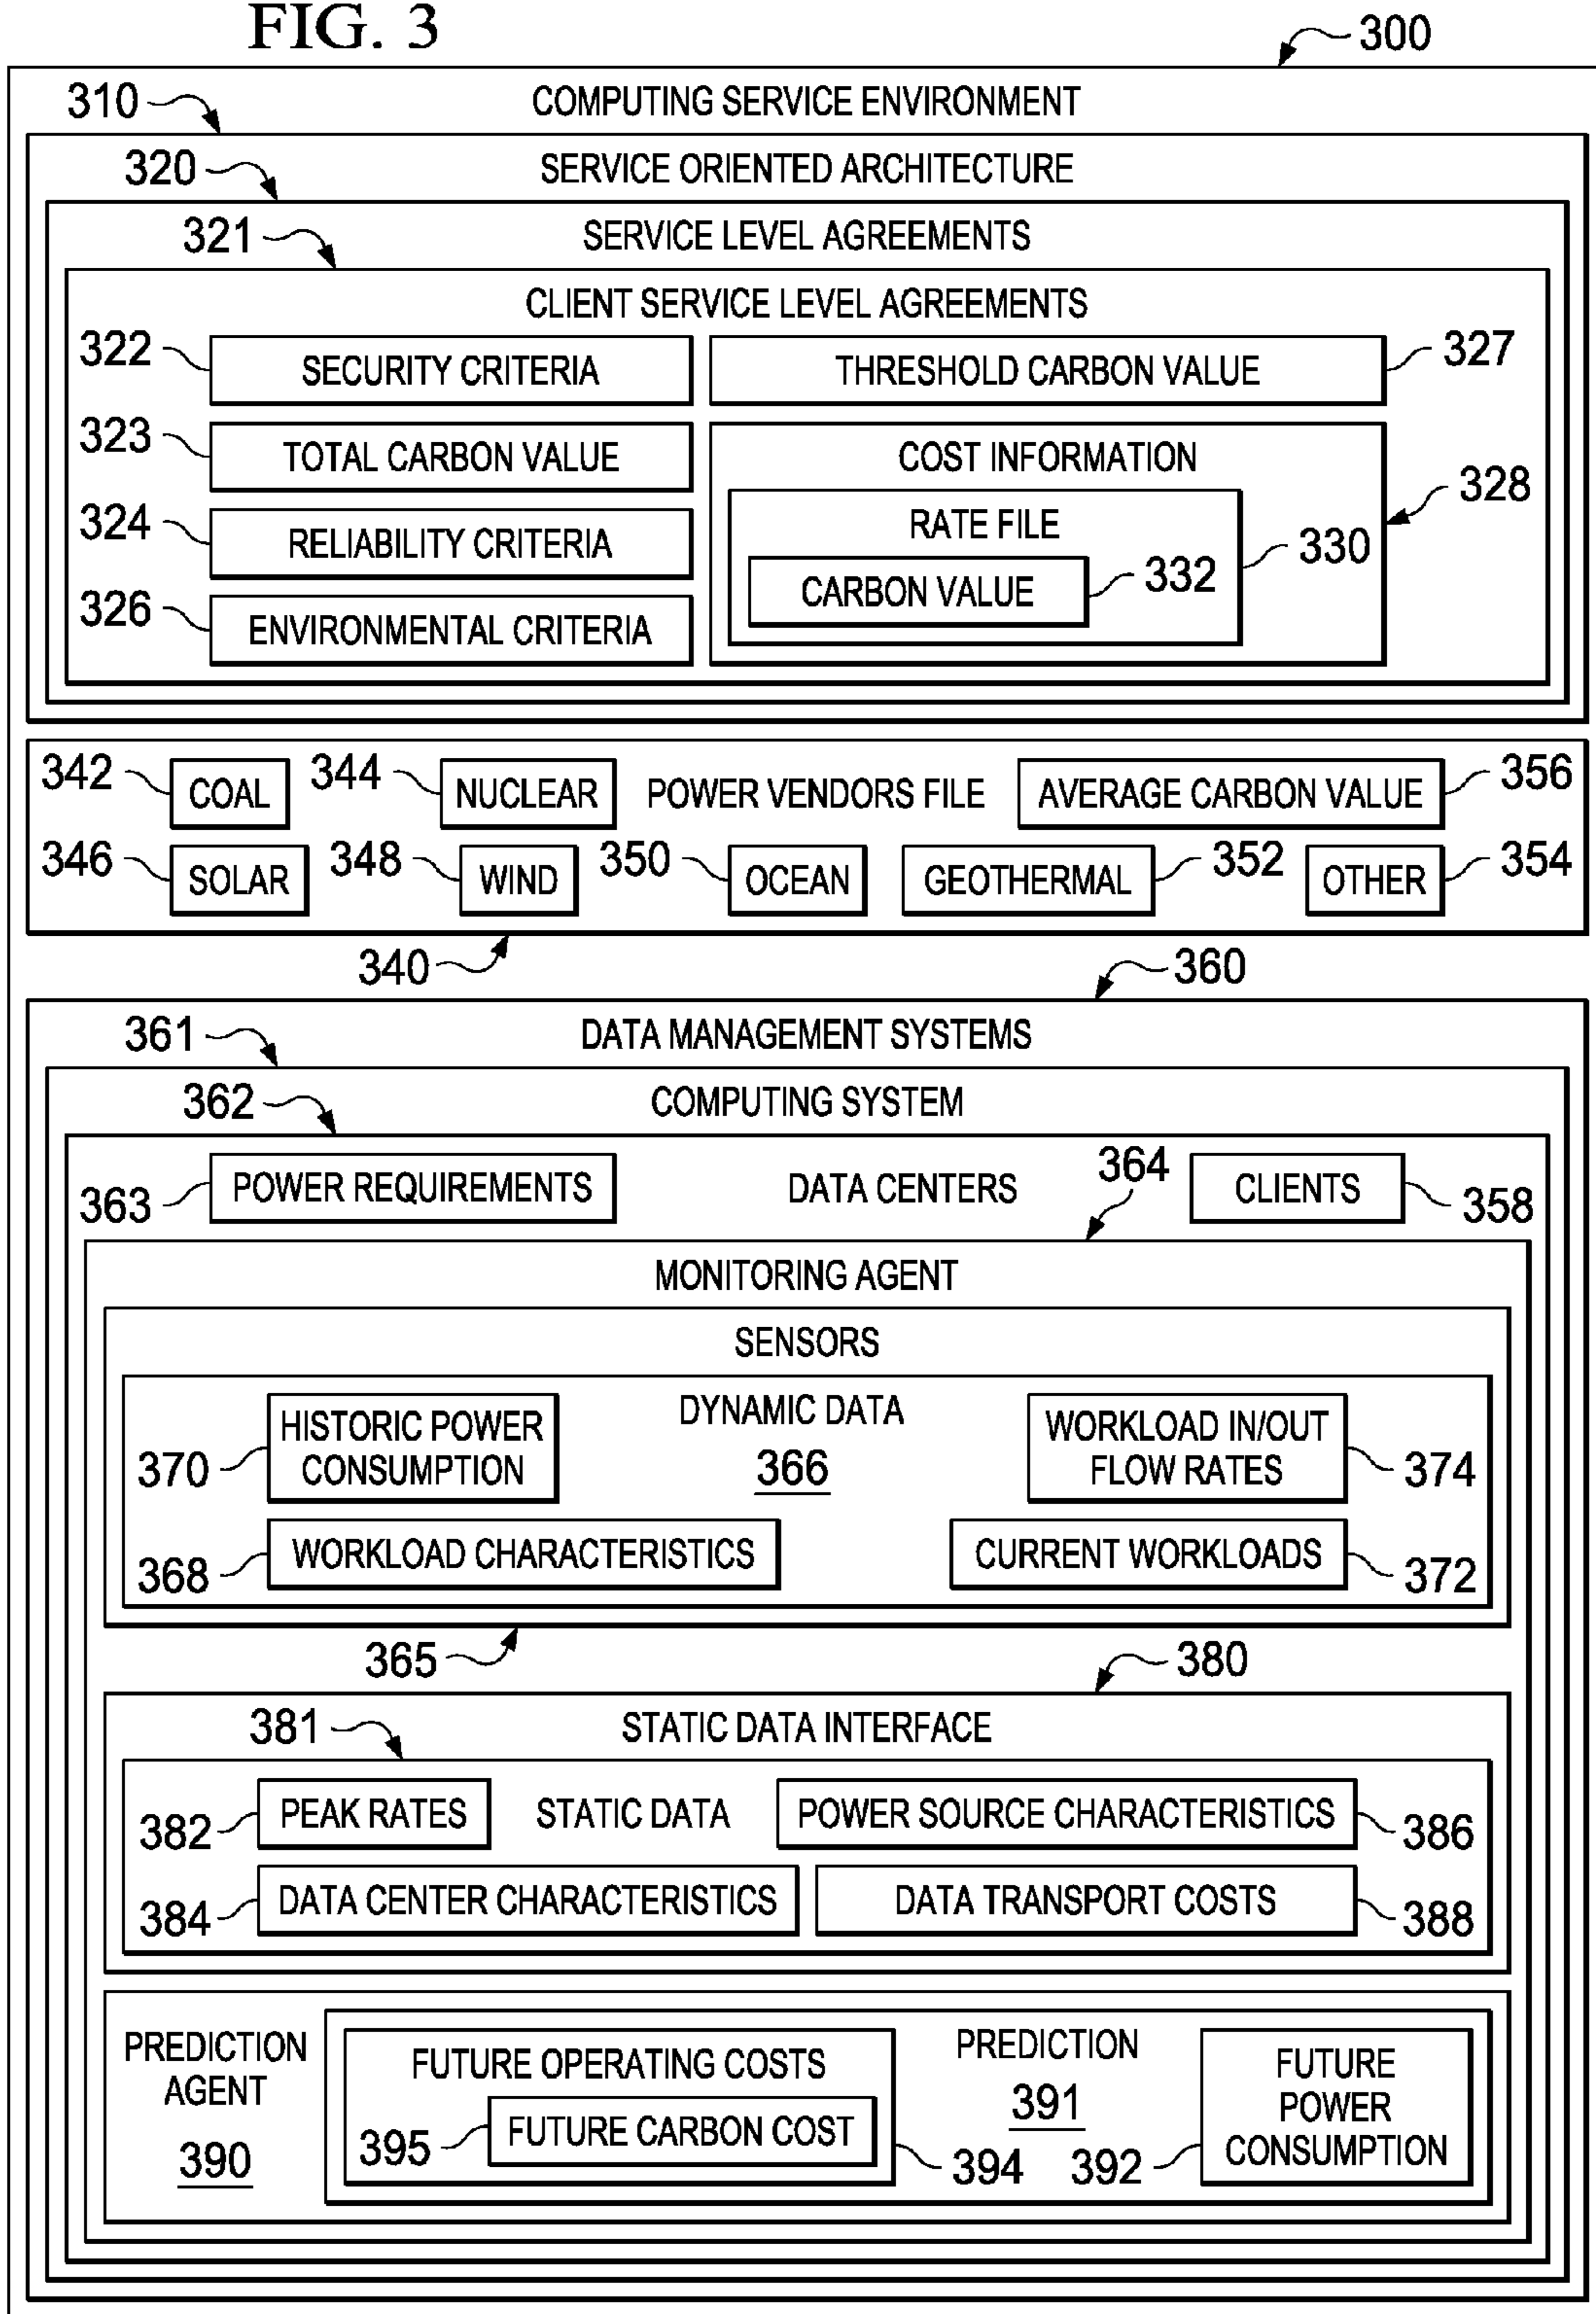 FIG. 3
300
310
COMPUTING SERVICE ENVIRONMENT
320
SERVICE ORIENTED ARCHITECTURE
321
SERVICE LEVEL AGREEMENTS
CLIENT SERVICE LEVEL AGREEMENTS
322
SECURITY CRITERIA
THRESHOLD CARBON VALUE
327
323
TOTAL CARBON VALUE
COST INFORMATION
328
324
RELIABILITY CRITERIA
RATE FILE
330
326
ENVIRONMENTAL CRITERIA
CARBON VALUE
332
342
COAL
344
NUCLEAR
POWER VENDORS FILE
AVERAGE CARBON VALUE
356
346
SOLAR
348
WIND
350
OCEAN
GEOTHERMAL
352
OTHER
354
340
360
361
DATA MANAGEMENT SYSTEMS
362
COMPUTING SYSTEM
363
POWER REQUIREMENTS
DATA CENTERS
364
CLIENTS
358
MONITORING AGENT
SENSORS
370
HISTORIC POWER
CONSUMPTION
DYNAMIC DATA
366
WORKLOAD IN/OUT
FLOW RATES
374
368
WORKLOAD CHARACTERISTICS
CURRENT WORKLOADS
372
365
380
381
STATIC DATA INTERFACE
382
PEAK RATES
STATIC DATA
POWER SOURCE CHARACTERISTICS
386
384
DATA CENTER CHARACTERISTICS
DATA TRANSPORT COSTS
388
PREDICTION
AGENT
390
FUTURE OPERATING COSTS
395
FUTURE CARBON COST
394
PREDICTION
391
392
FUTURE
POWER
CONSUMPTION